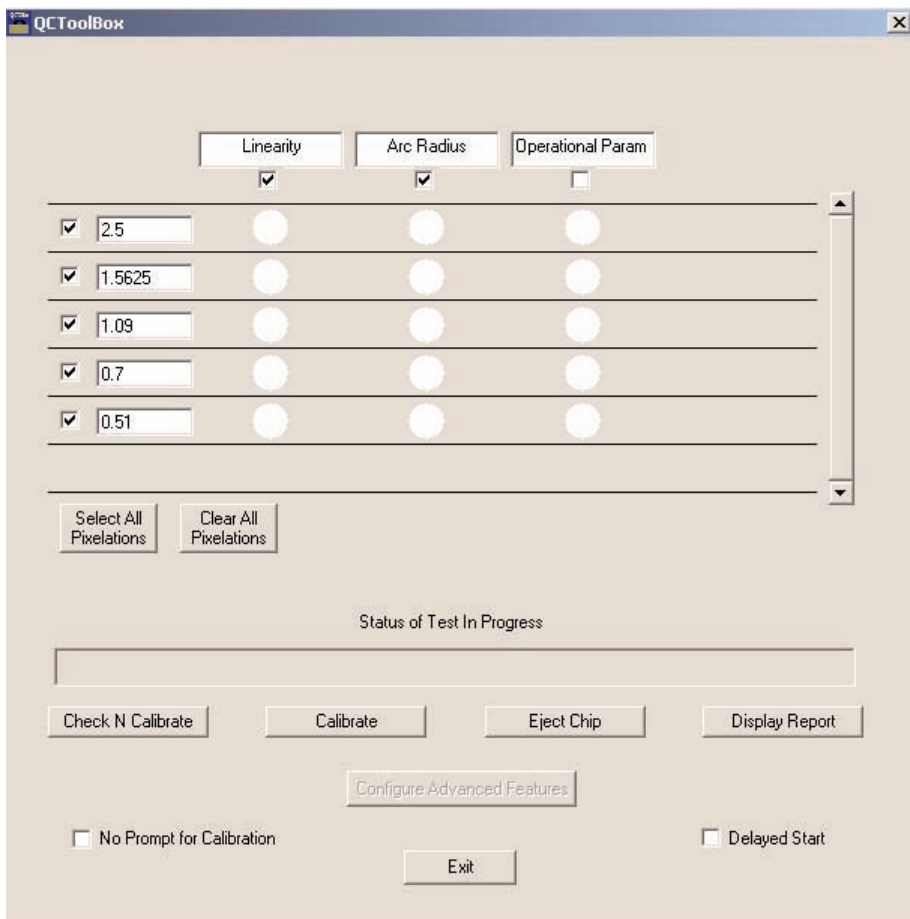 QCToolBox
Linearity Arc Radius Operational Param
2.5
1.5625
1.09
0.7
0.51
Select All Pixelations
Clear All Pixelations
Status of Test In Progress
Check N Calibrate Calibrate Eject Chip Display Report
Configure Advanced Features
No Prompt for Calibration Delayed Start
Exit